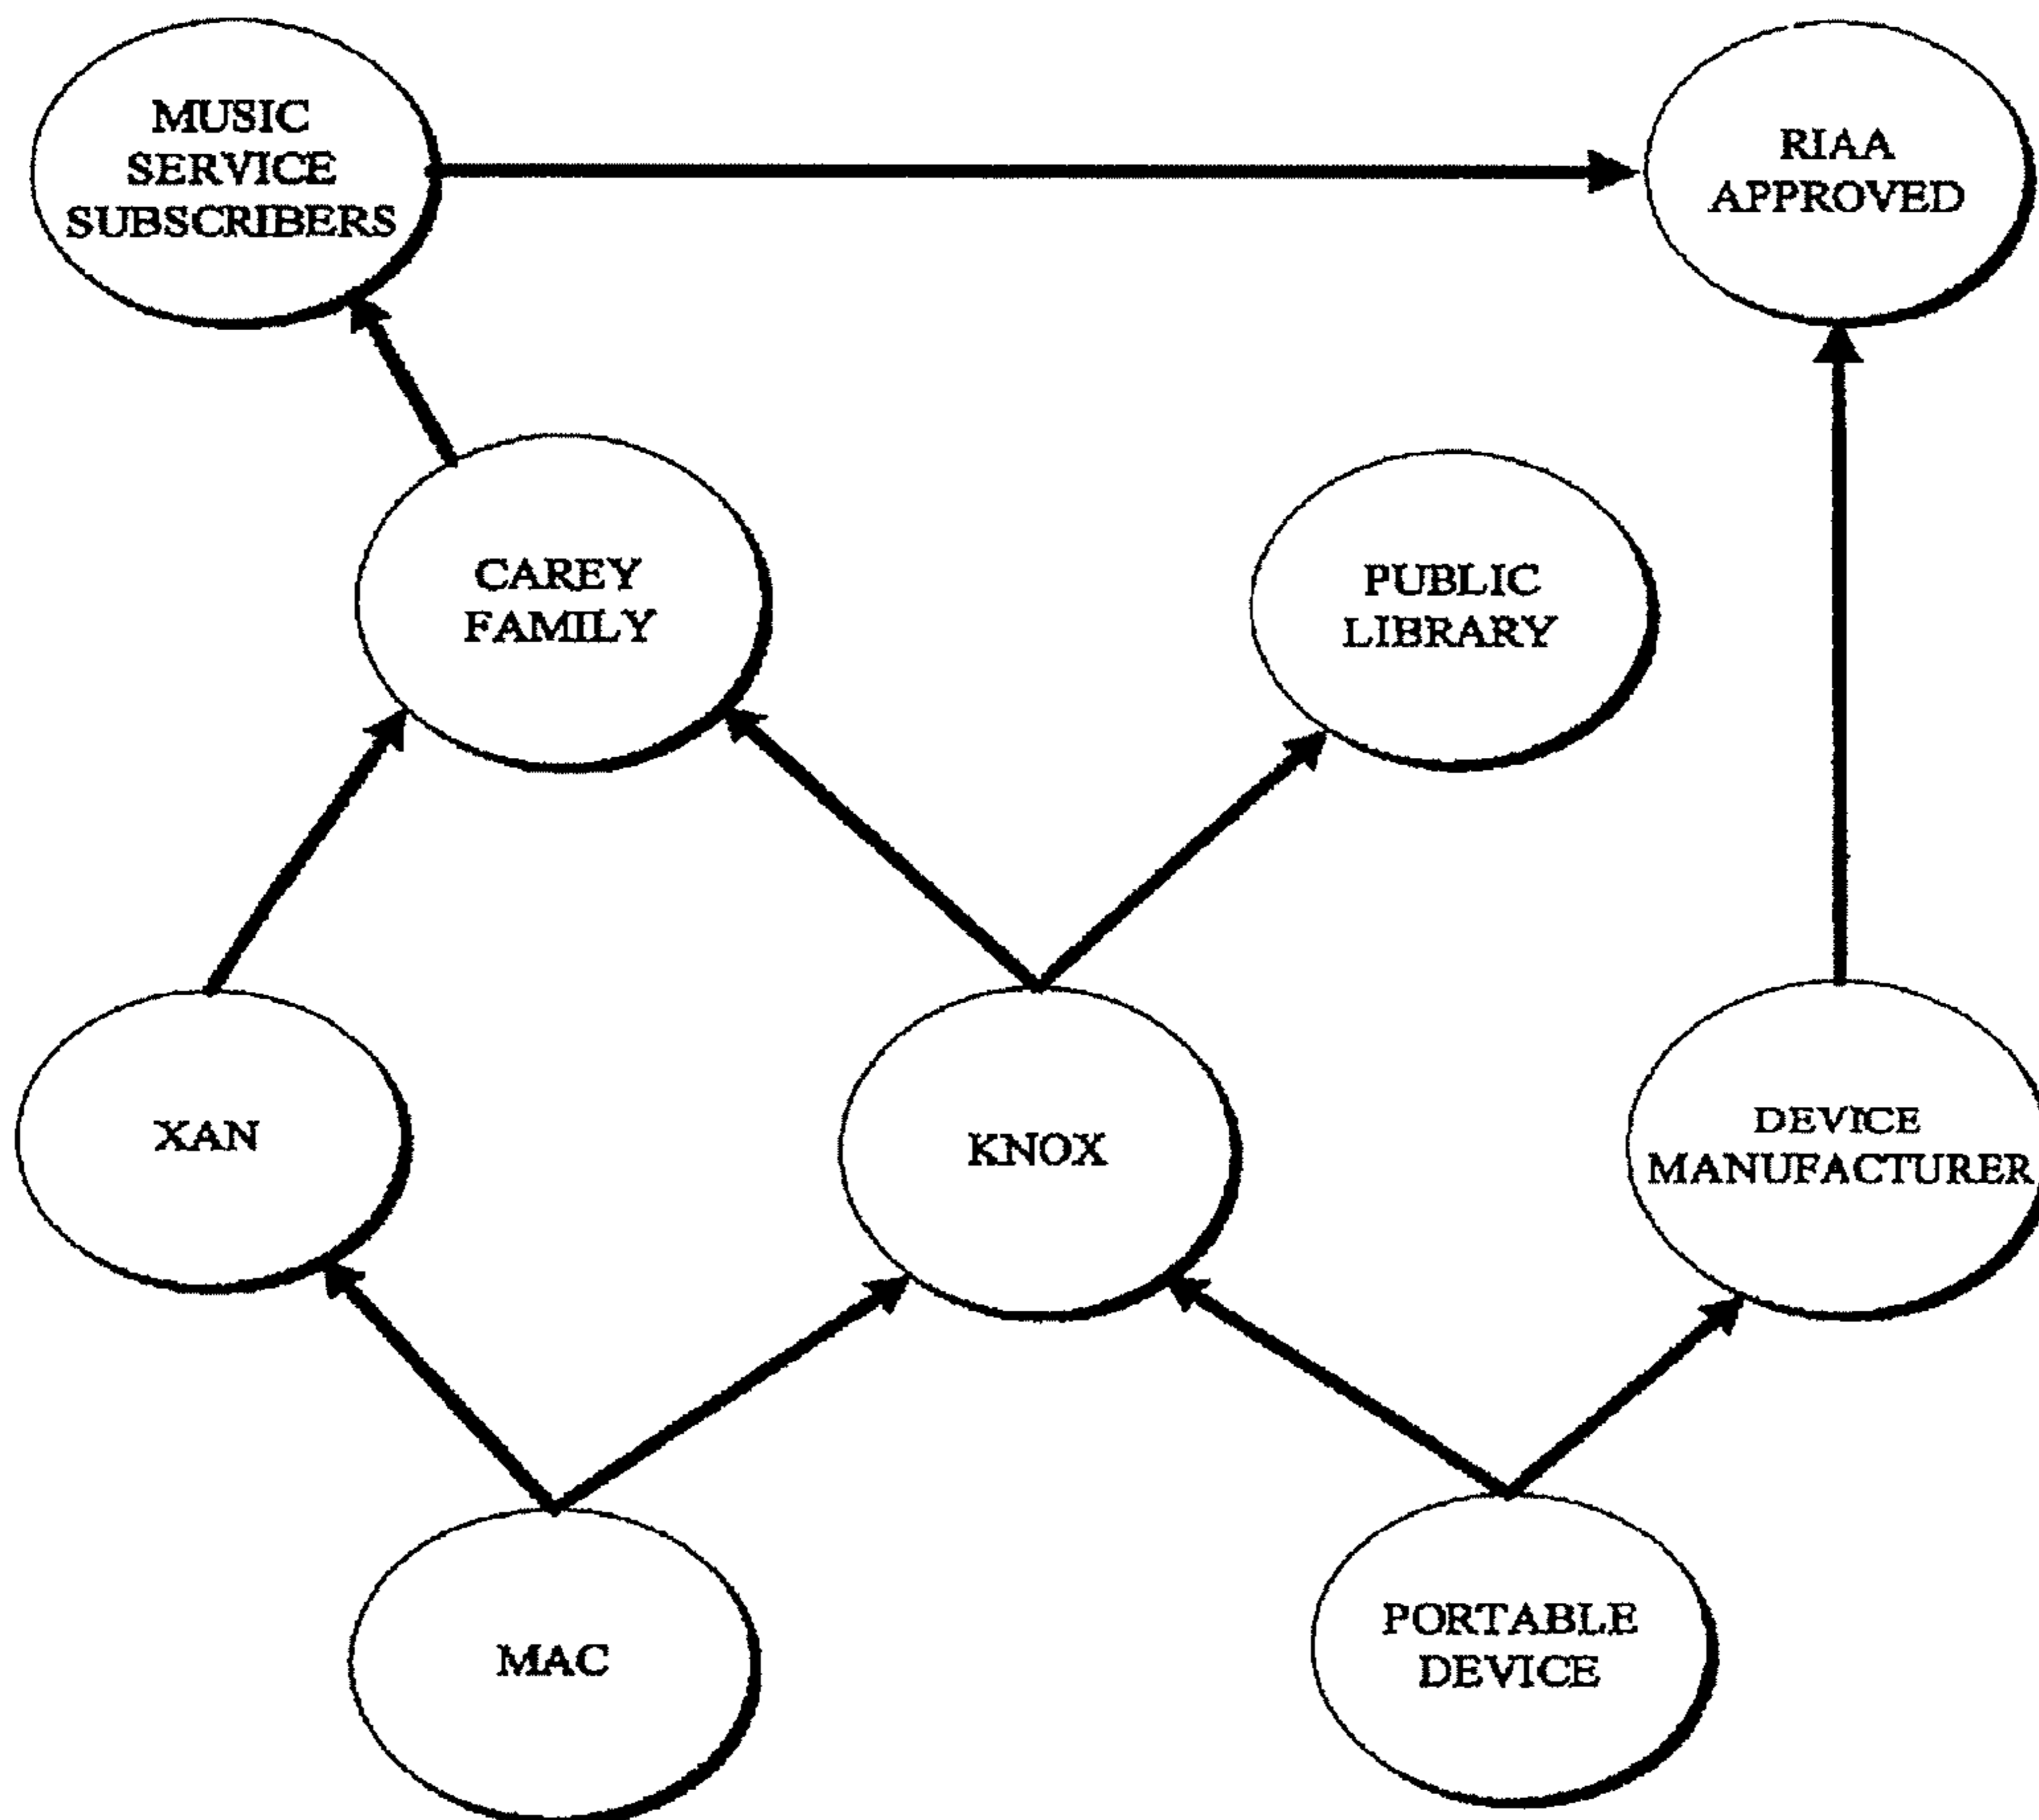 MUSIC
SERVICE
SUBSCRIBERS
RIAA
APPROVED
CAREY
FAMILY
PUBLIC
LIBRARY
XAN
KNOX
DEVICE
MANUFACTURER
MAC
PORTABLE
DEVICE